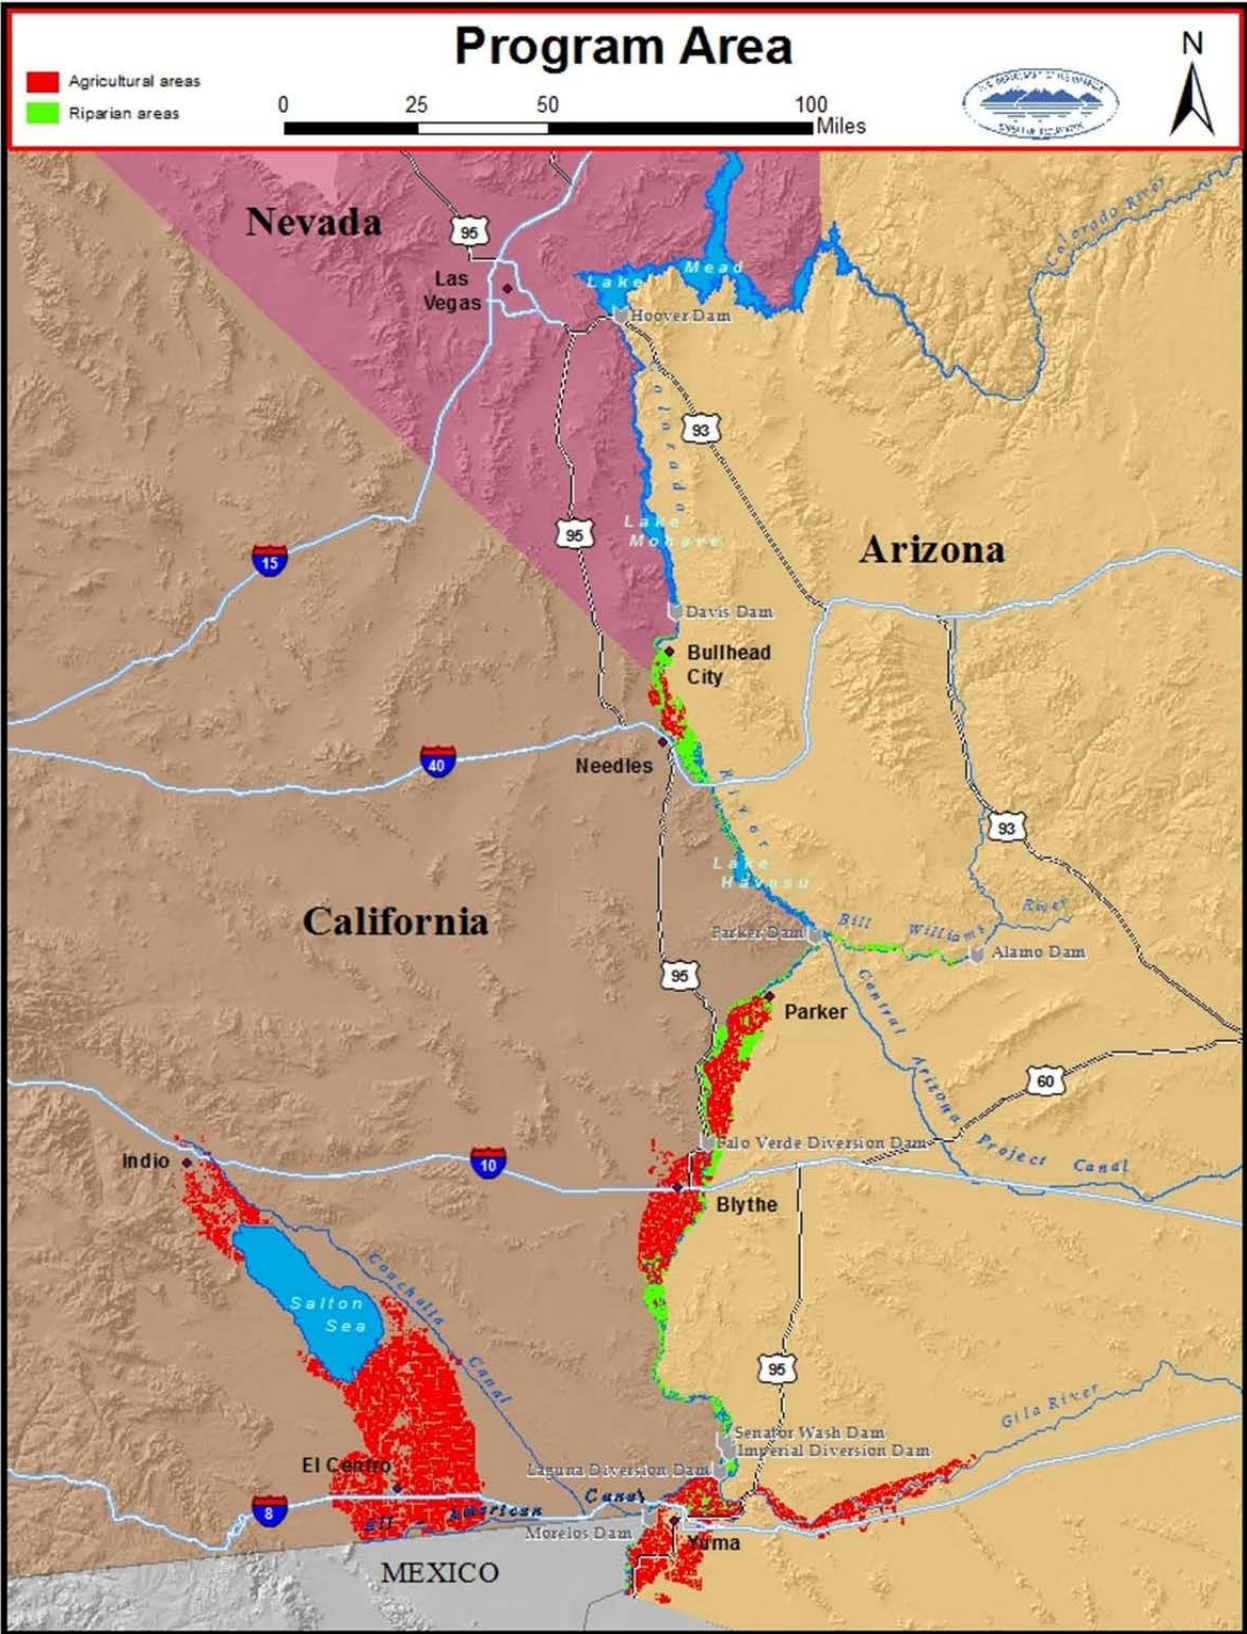 Program Area
N
Agricultural areas
Riparian areas
0 25 50 100
Miles
Nevada
95
Las
Vegas
Lake Mead
Colorado River
Hoover Dam
Colorado
93
95
Lake
Mohave
Arizona
15
Davis Dam
Bullhead
City
40
Needles
River
93
Lake
Havasu
California
Bill Williams River
Parker Dam
Alamo Dam
95
Parker
Central Arizona Project Canal
60
Palo Verde Diversion Dam
Indio
10
Blythe
Coachalla Canal
Salton
Sea
95
Gila River
Senator Wash Dam
Imperial Diversion Dam
Laguna Diversion Dam
El Centro
8
All American Canal
Morelos Dam
Yuma
MEXICO